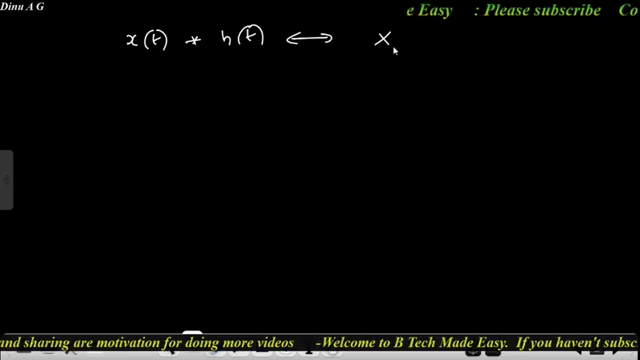 Dinu A G
e Easy : Please subscribe Co
x(t) * h(t) ⟷ X
and sharing are motivation for doing more videos -Welcome to B Tech Made Easy. If you haven't subsc